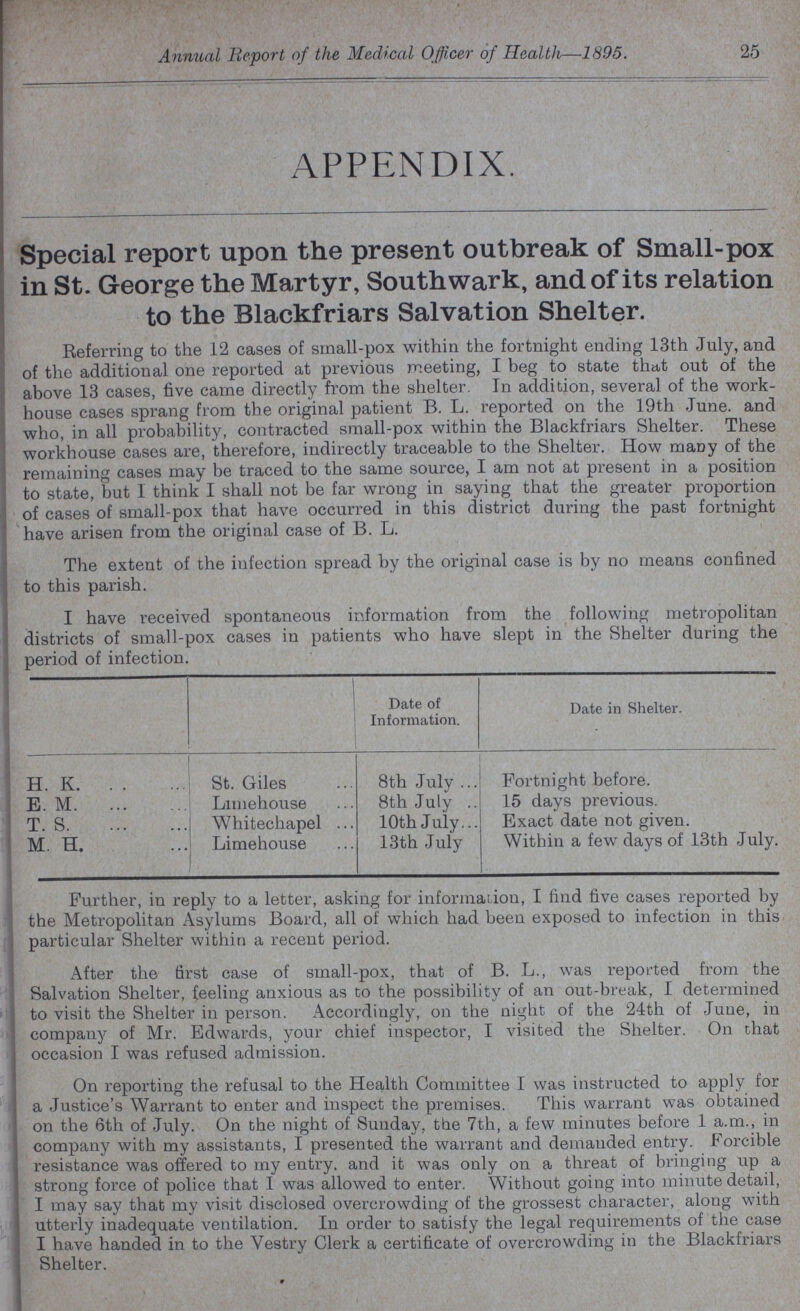 Annual Report of the Medical Officer of Health—1895. 25
APPENDIX.
Special report upon the present outbreak of Small-pox
in St. George the Martyr, Southwark, and of its relation
to the Blackfriars Salvation Shelter.
Referring to the 12 cases of small-pox within the fortnight ending 13th July, and
of the additional one reported at previous meeting, I beg to state that out of the
above 13 cases, five came directly from the shelter. In addition, several of the work-
house cases sprang from the original patient B. L. reported on the 19th June. and
who, in all probability, contracted small-pox within the Blackfriars Shelter. These
workhouse cases are, therefore, indirectly traceable to the Shelter. How many of the
remaining cases may be traced to the same source, I am not at present in a position
to state, but I think I shall not be far wrong in saying that the greater proportion
of cases of small-pox that have occurred in this district during the past fortnight
have arisen from the original case of B. L.
The extent of the infection spread by the original case is by no means confined
to this parish.
I have received spontaneous information from the following metropolitan
districts of small-pox cases in patients who have slept in the Shelter during the
period of infection.
Date of
Information. Date in Shelter.
H. K. . . ... St. Giles ... 8th July ... Fortnight before.
E. M. ... ... Limehouse ... 8th July .. 15 days previous.
T. S. ... ... Whitechapel ... 10th July... Exact date not given.
M. H. ... Limehouse ... 13th July Within a few days of 13th July.
Further, in reply to a letter, asking for information, I find five cases reported by
the Metropolitan Asylums Board, all of which had been exposed to infection in this
particular Shelter within a recent period.
After the first case of small-pox, that of B. L., was reported from the
Salvation Shelter, feeling anxious as to the possibility of an out-break, I determined
to visit the Shelter in person. Accordingly, on the night of the 24th of June, in
company of Mr. Edwards, your chief inspector, I visited the Shelter. On that
occasion I was refused admission.
On reporting the refusal to the Health Committee I was instructed to apply for
a Justice's Warrant to enter and inspect the premises. This warrant was obtained
on the 6th of July. On the night of Sunday, the 7th, a few minutes before 1 a.m., in
company with my assistants, I presented the warrant and demanded entry. Forcible
resistance was offered to my entry, and it was only on a threat of bringing up a
strong force of police that I was allowed to enter. Without going into minute detail,
I may say that my visit disclosed overcrowding of the grossest character, along with
utterly inadequate ventilation. In order to satisfy the legal requirements of the case
I have handed in to the Vestry Clerk a certificate of overcrowding in the Blackfriars
Shelter.